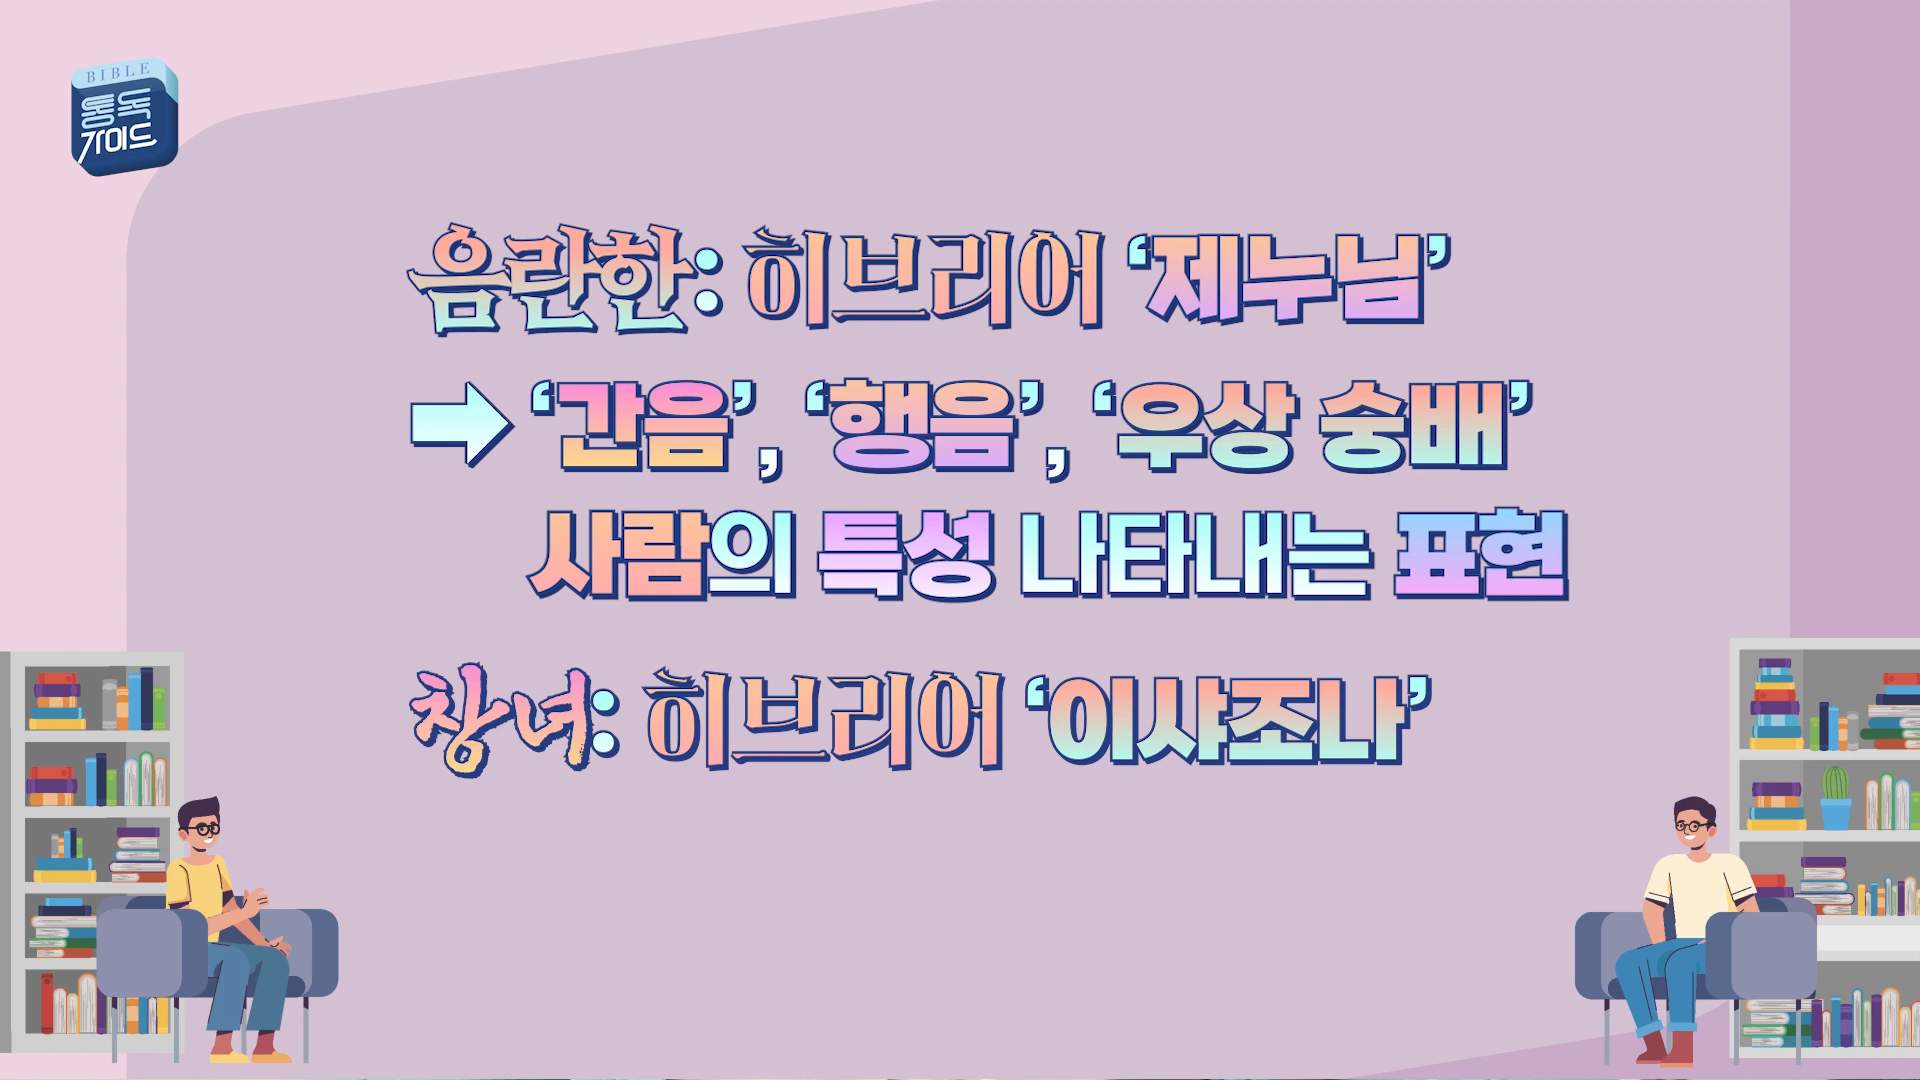 BIBLE
통독
가이드
음란한: 히브리어 ‘제누님’
➡ ‘간음’, ‘행음’, ‘우상 숭배’
사람의 특성 나타내는 표현
창녀: 히브리어 ‘이샤조나’